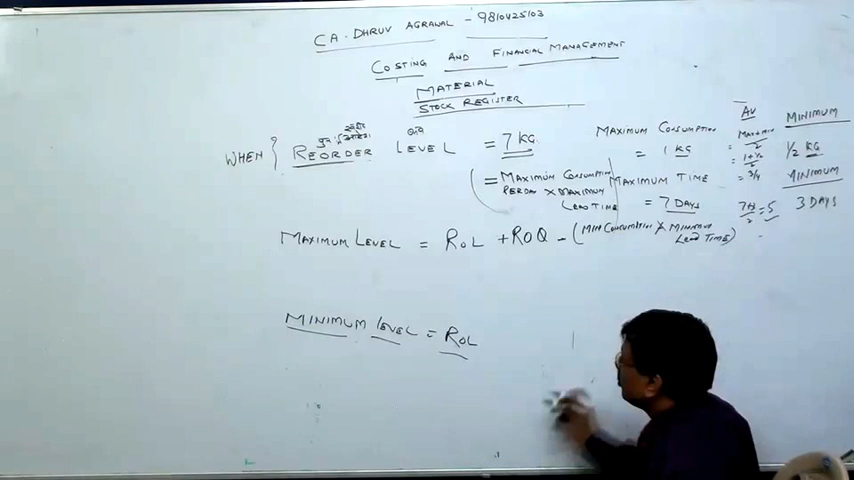 CA. DHRUV AGRAWAL - 9810425103
COSTING AND FINANCIAL MANAGEMENT
MATERIAL
STOCK REGISTER
WHEN } REORDER LEVEL = 7 KG
= MAXIMUM CONSUMPTION
PER DAY X MAXIMUM
LEAD TIME
MAXIMUM CONSUMPTION
= 1 KG
MAXIMUM TIME
= 7 DAYS
AV
= MAX+MIN
2
= 1+½
2
= 3/4
7+3
2
= 5
MINIMUM
1/2 KG
MINIMUM
3 DAYS
MAXIMUM LEVEL = ROL + ROQ - (MIN CONSUMPTION X MINIMUM
LEAD TIME)
MINIMUM LEVEL = ROL